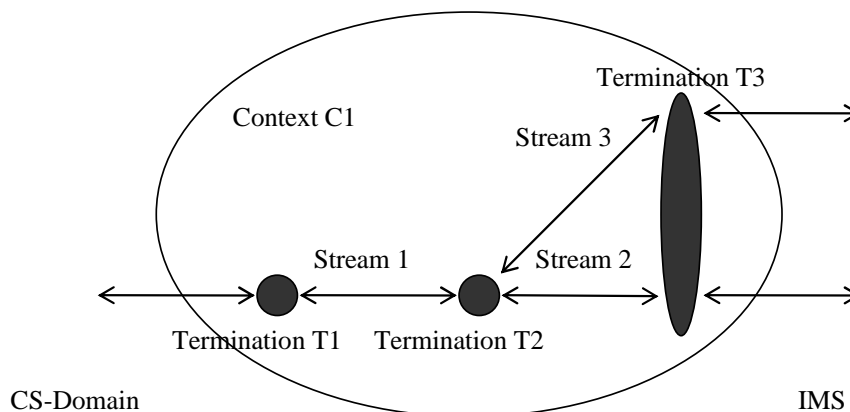 Termination T3
Context C1
Stream 3
Stream 1
Stream 2
Termination T1
Termination T2
CS-Domain
IMS